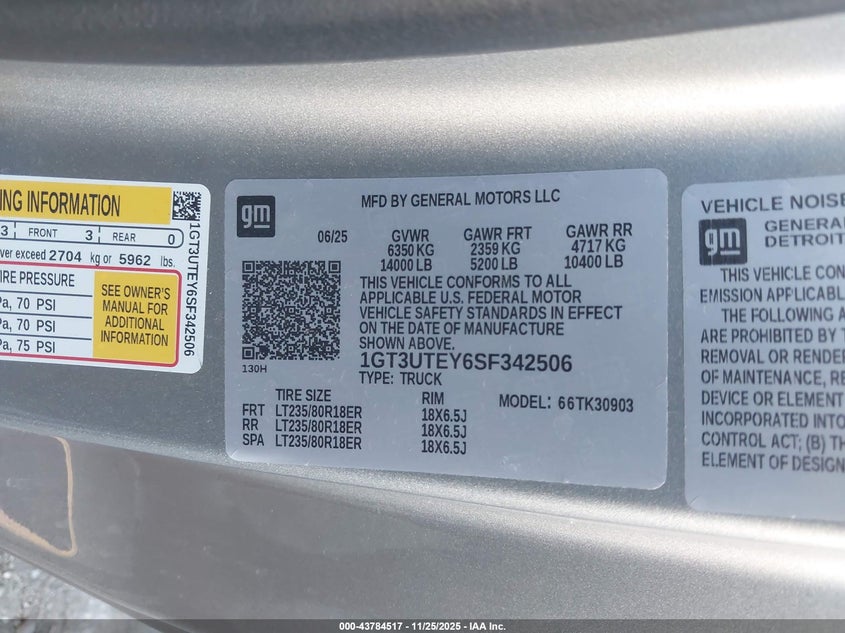 NG INFORMATION
3 FRONT 3 REAR 0
ver exceed 2704 kg or 5962 lbs.
IRE PRESSURE
Pa, 70 PSI
Pa, 70 PSI
Pa, 75 PSI
SEE OWNER'S
MANUAL FOR
ADDITIONAL
INFORMATION
1GT3UTEY6SF342506
gm
MFD BY GENERAL MOTORS LLC
06/25 GVWR GAWR FRT GAWR RR
6350 KG 2359 KG 4717 KG
14000 LB 5200 LB 10400 LB
THIS VEHICLE CONFORMS TO ALL
APPLICABLE U.S. FEDERAL MOTOR
VEHICLE SAFETY STANDARDS IN EFFECT
ON THE DATE OF MANUFACTURE
SHOWN ABOVE.
1GT3UTEY6SF342506
TYPE: TRUCK
130H
TIRE SIZE RIM MODEL: 66TK30903
FRT LT235/80R18ER 18X6.5J
RR LT235/80R18ER 18X6.5J
SPA LT235/80R18ER 18X6.5J
VEHICLE NOISE
gm
GENERA
DETROIT
THIS VEHICLE CON
EMISSION APPLICABLE
THE FOLLOWING A
ARE PROHIBITED BY T
REMOVAL OR RENDER
OF MAINTENANCE, RE
DEVICE OR ELEMENT
INCORPORATED INTO
CONTROL ACT; (B) TH
ELEMENT OF DESIGN
000-43784517 | 11/25/2025 - IAA Inc.